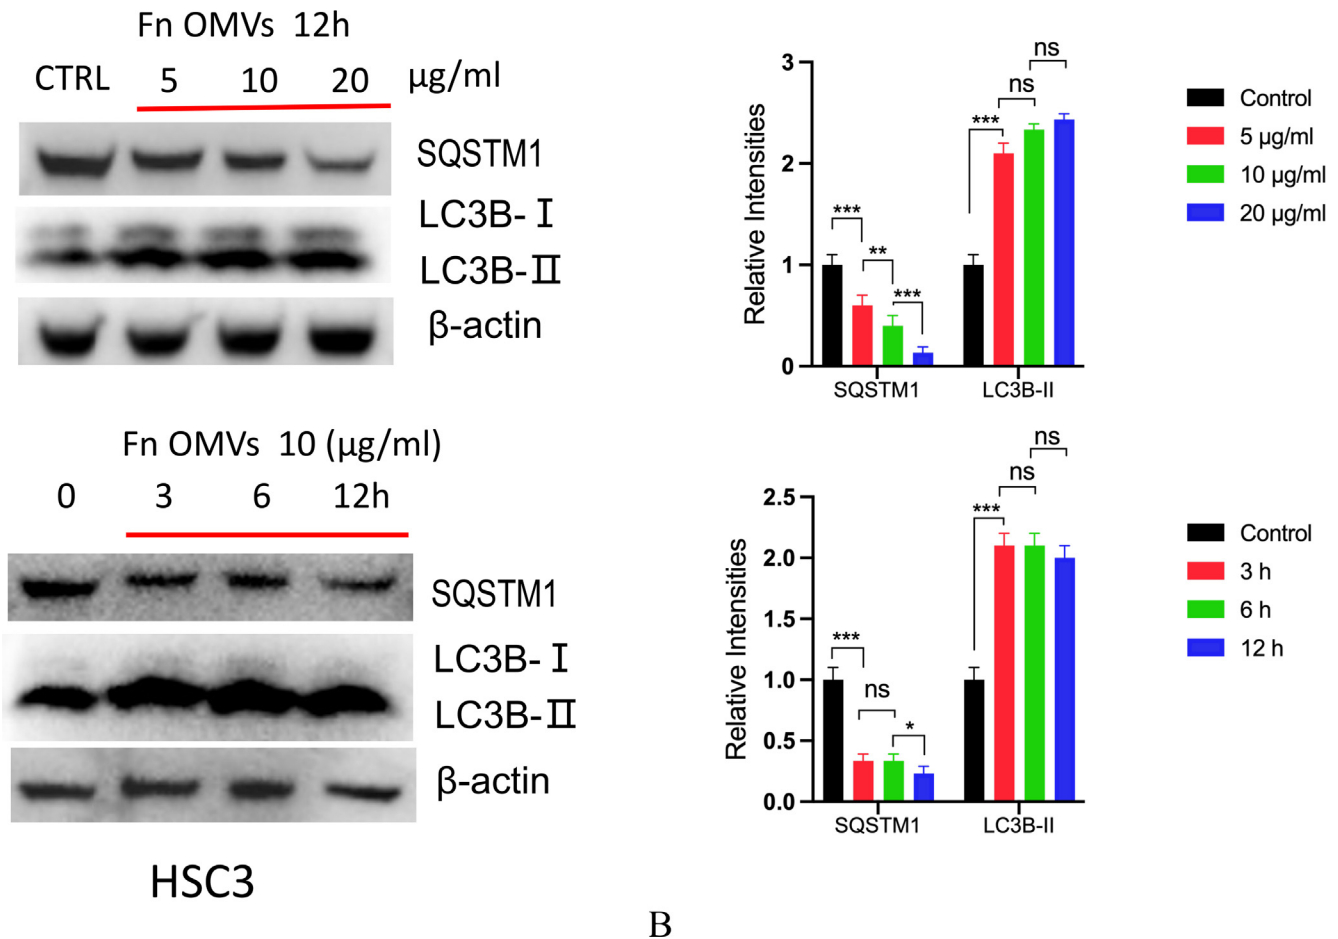 Fn OMVs 12h
CTRL 5 10 20 µg/ml
SQSTM1
LC3B-Ⅰ
LC3B-Ⅱ
β-actin
3
2
1
0
Relative Intensities
*** ** *** *** ns ns
SQSTM1 LC3B-II
Control
5 µg/ml
10 µg/ml
20 µg/ml
Fn OMVs 10 (µg/ml)
0 3 6 12h
SQSTM1
LC3B-Ⅰ
LC3B-Ⅱ
β-actin
HSC3
2.5
2.0
1.5
1.0
0.5
0.0
Relative Intensities
*** ns * *** ns ns
SQSTM1 LC3B-II
Control
3 h
6 h
12 h
B